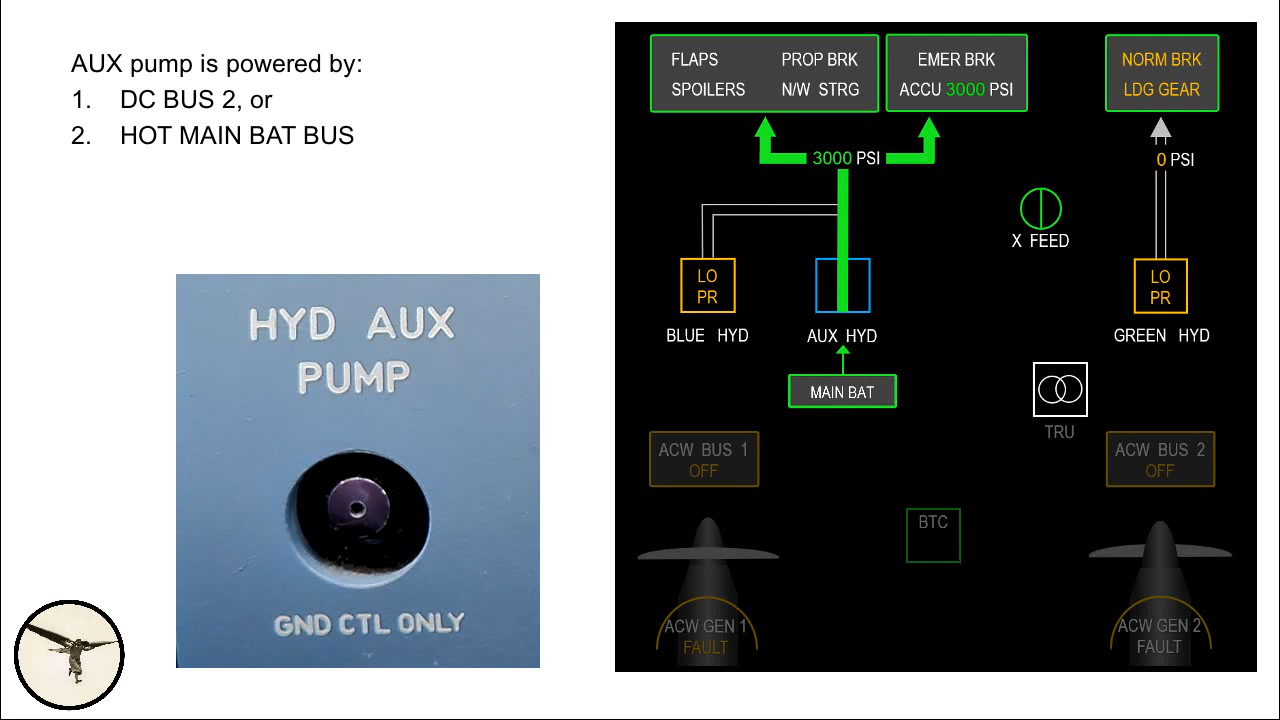 AUX pump is powered by:
1. DC BUS 2, or
2. HOT MAIN BAT BUS
HYD AUX
PUMP
GND CTL ONLY
FLAPS PROP BRK
SPOILERS N/W STRG
EMER BRK
ACCU 3000 PSI
NORM BRK
LDG GEAR
3000 PSI
0 PSI
X FEED
LO
PR
BLUE HYD
AUX HYD
LO
PR
GREEN HYD
MAIN BAT
TRU
ACW BUS 1
OFF
ACW BUS 2
OFF
BTC
ACW GEN 1
FAULT
ACW GEN 2
FAULT